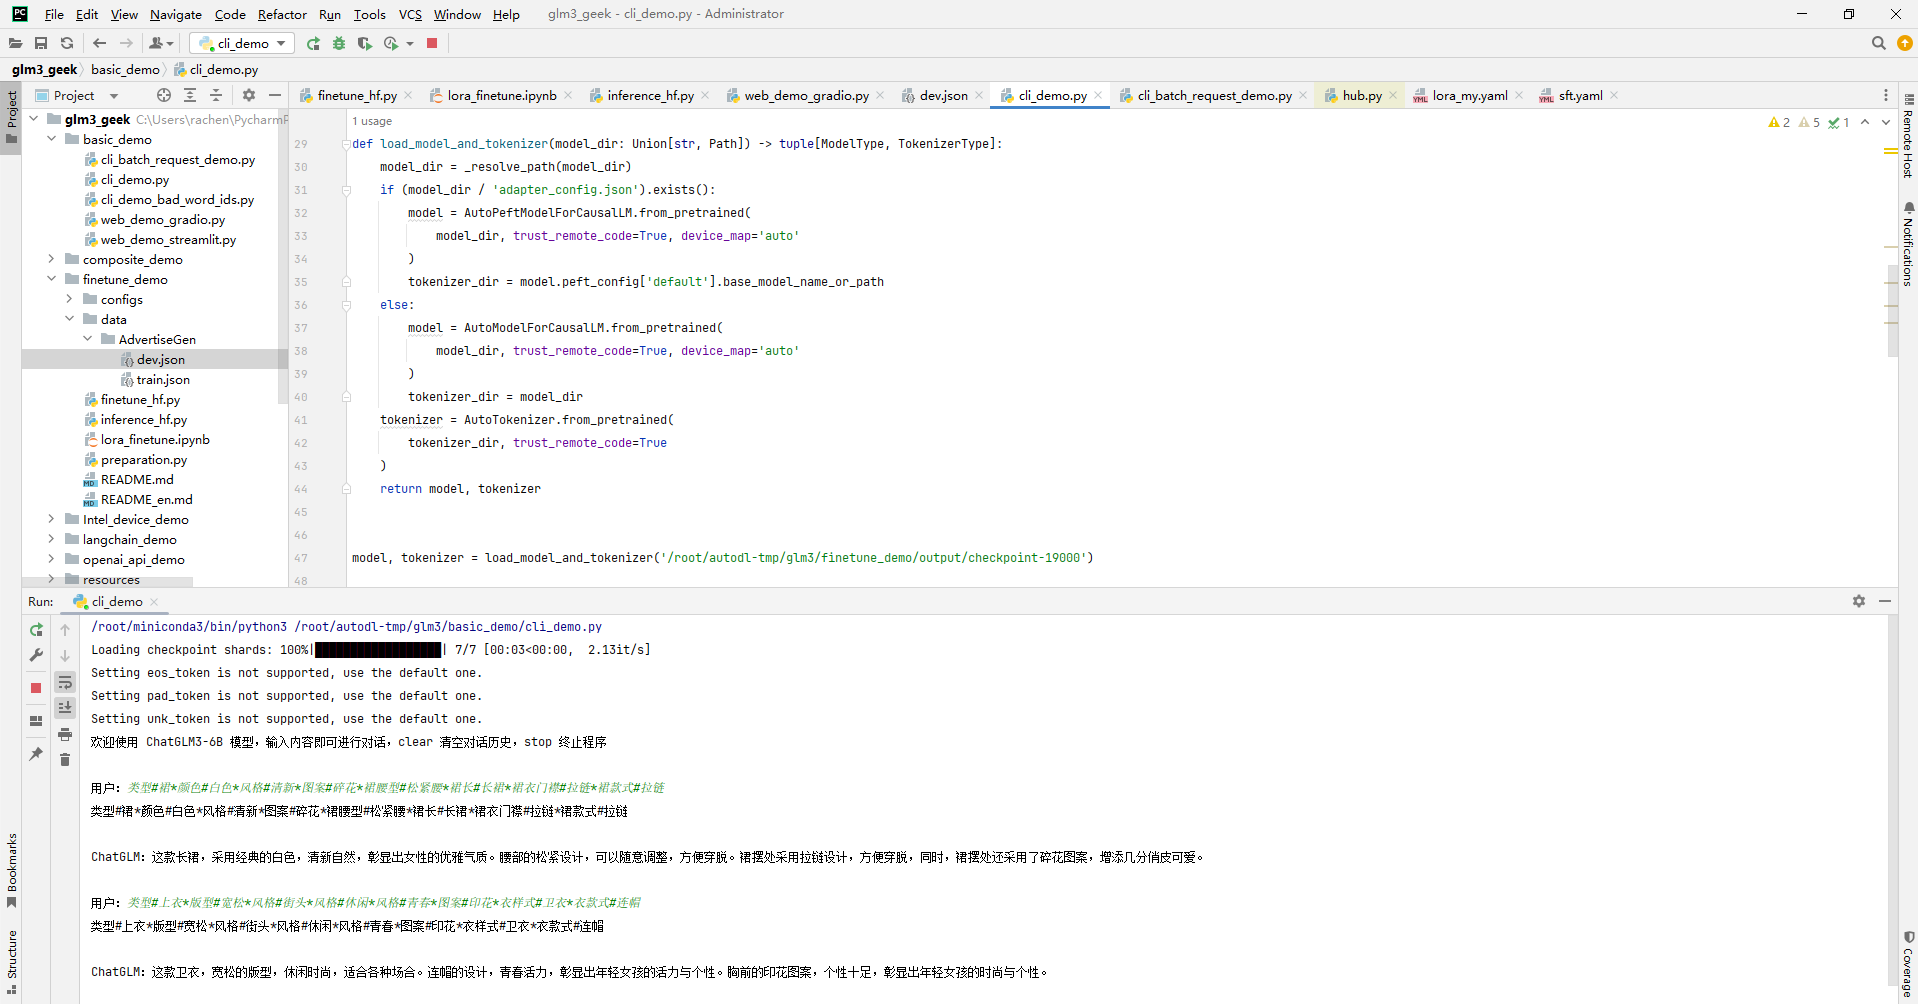 File Edit View Navigate Code Refactor Run Tools VCS Window Help glm3_geek - cli_demo.py - Administrator
cli_demo
glm3_geek basic_demo cli_demo.py
Project finetune_hf.py lora_finetune.ipynb inference_hf.py web_demo_gradio.py dev.json cli_demo.py cli_batch_request_demo.py hub.py lora_my.yaml sft.yaml
Project
Bookmarks
Structure
glm3_geek C:\Users\rachen\PycharmP
basic_demo
cli_batch_request_demo.py
cli_demo.py
cli_demo_bad_word_ids.py
web_demo_gradio.py
web_demo_streamlit.py
composite_demo
finetune_demo
configs
data
AdvertiseGen
dev.json
train.json
finetune_hf.py
inference_hf.py
lora_finetune.ipynb
preparation.py
README.md
README_en.md
Intel_device_demo
langchain_demo
openai_api_demo
resources
1 usage
2 5 1
29 def load_model_and_tokenizer(model_dir: Union[str, Path]) -> tuple[ModelType, TokenizerType]:
30 model_dir = _resolve_path(model_dir)
31 if (model_dir / 'adapter_config.json').exists():
32 model = AutoPeftModelForCausalLM.from_pretrained(
33 model_dir, trust_remote_code=True, device_map='auto'
34 )
35 tokenizer_dir = model.peft_config['default'].base_model_name_or_path
36 else:
37 model = AutoModelForCausalLM.from_pretrained(
38 model_dir, trust_remote_code=True, device_map='auto'
39 )
40 tokenizer_dir = model_dir
41 tokenizer = AutoTokenizer.from_pretrained(
42 tokenizer_dir, trust_remote_code=True
43 )
44 return model, tokenizer
45
46
47 model, tokenizer = load_model_and_tokenizer('/root/autodl-tmp/glm3/finetune_demo/output/checkpoint-19000')
48
Remote Host
Notifications
Coverage
Run: cli_demo
/root/miniconda3/bin/python3 /root/autodl-tmp/glm3/basic_demo/cli_demo.py
Loading checkpoint shards: 100%|██████████| 7/7 [00:03<00:00,  2.13it/s]
Setting eos_token is not supported, use the default one.
Setting pad_token is not supported, use the default one.
Setting unk_token is not supported, use the default one.
欢迎使用 ChatGLM3-6B 模型，输入内容即可进行对话，clear 清空对话历史，stop 终止程序
用户：类型#裙*颜色#白色*风格#清新*图案#碎花*裙腰型#松紧腰*裙长#长裙*裙衣门襟#拉链*裙款式#拉链
类型#裙*颜色#白色*风格#清新*图案#碎花*裙腰型#松紧腰*裙长#长裙*裙衣门襟#拉链*裙款式#拉链
ChatGLM：这款长裙，采用经典的白色，清新自然，彰显出女性的优雅气质。腰部的松紧设计，可以随意调整，方便穿脱。裙摆处采用拉链设计，方便穿脱，同时，裙摆处还采用了碎花图案，增添几分俏皮可爱。
用户：类型#上衣*版型#宽松*风格#街头*风格#休闲*风格#青春*图案#印花*衣样式#卫衣*衣款式#连帽
类型#上衣*版型#宽松*风格#街头*风格#休闲*风格#青春*图案#印花*衣样式#卫衣*衣款式#连帽
ChatGLM：这款卫衣，宽松的版型，休闲时尚，适合各种场合。连帽的设计，青春活力，彰显出年轻女孩的活力与个性。胸前的印花图案，个性十足，彰显出年轻女孩的时尚与个性。